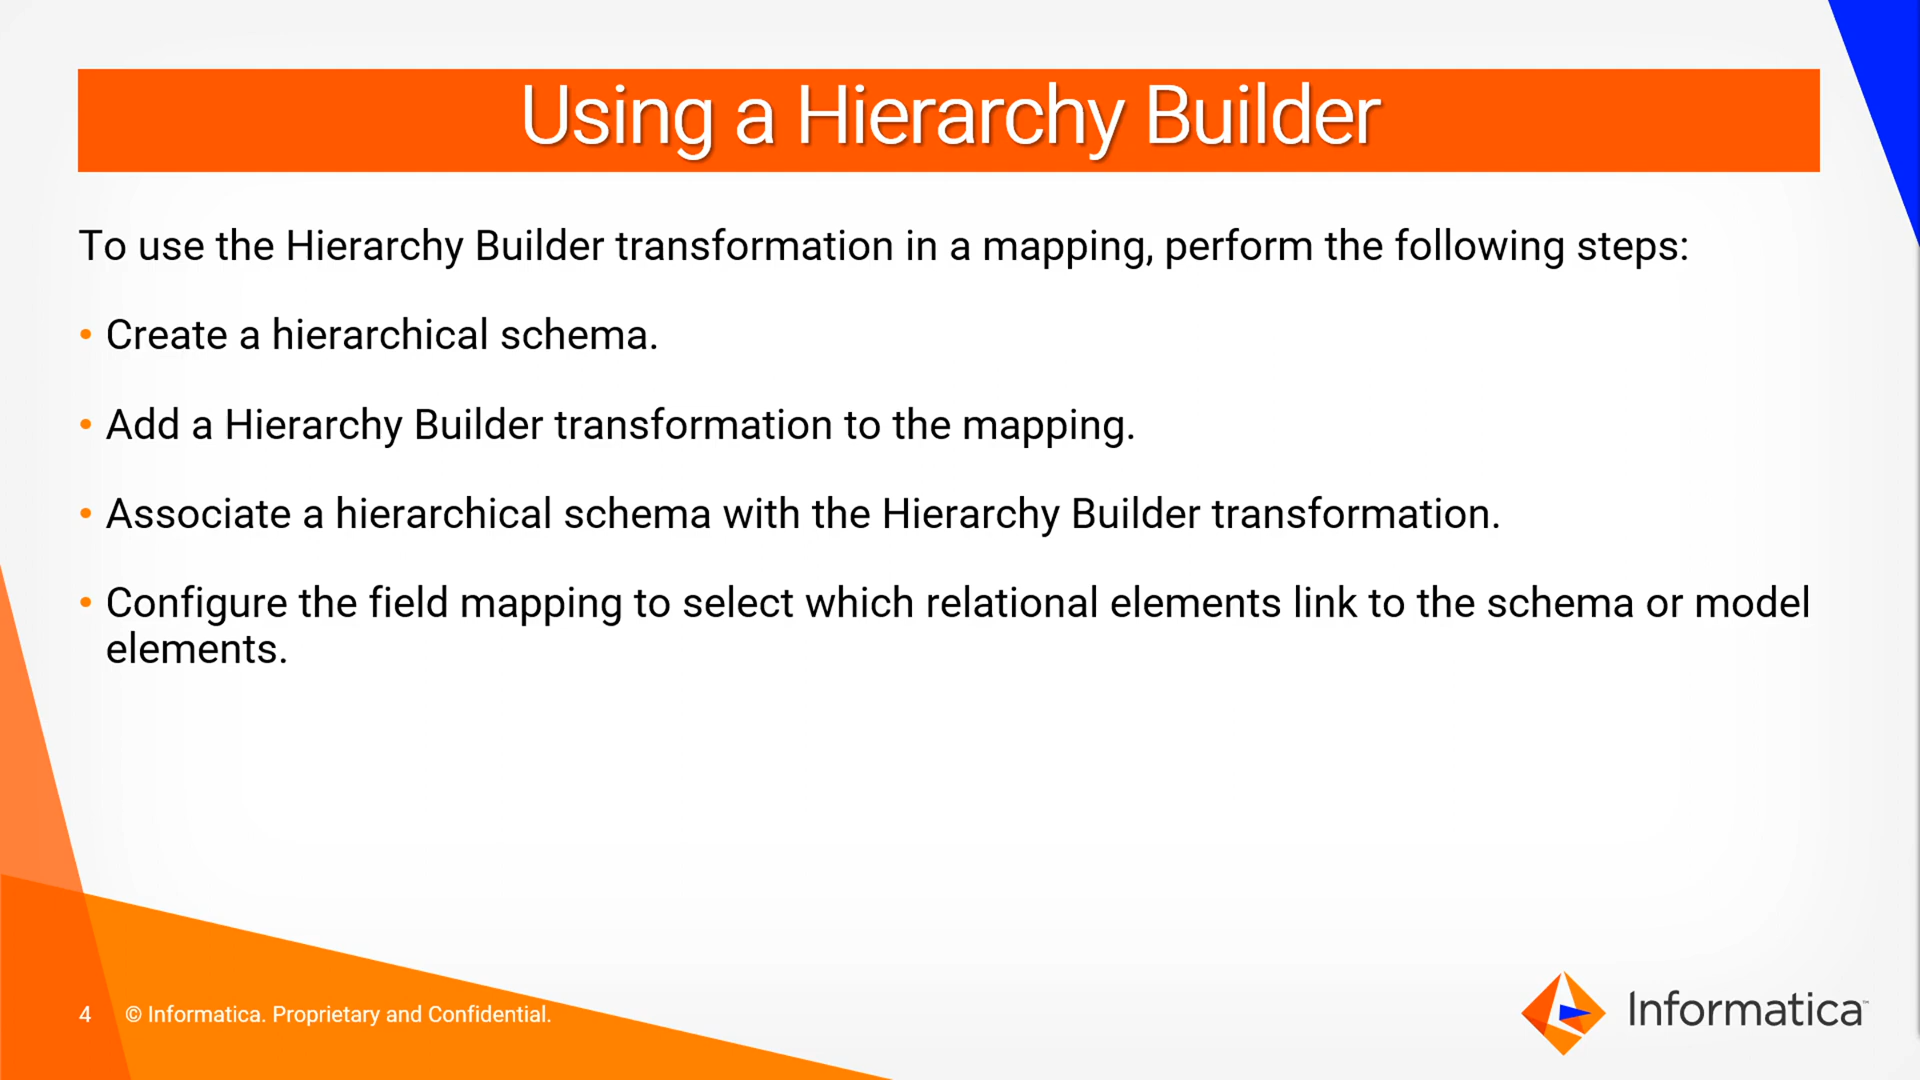 Using a Hierarchy Builder
To use the Hierarchy Builder transformation in a mapping, perform the following steps:
• Create a hierarchical schema.
• Add a Hierarchy Builder transformation to the mapping.
• Associate a hierarchical schema with the Hierarchy Builder transformation.
• Configure the field mapping to select which relational elements link to the schema or model
elements.
4 © Informatica. Proprietary and Confidential.
Informatica™